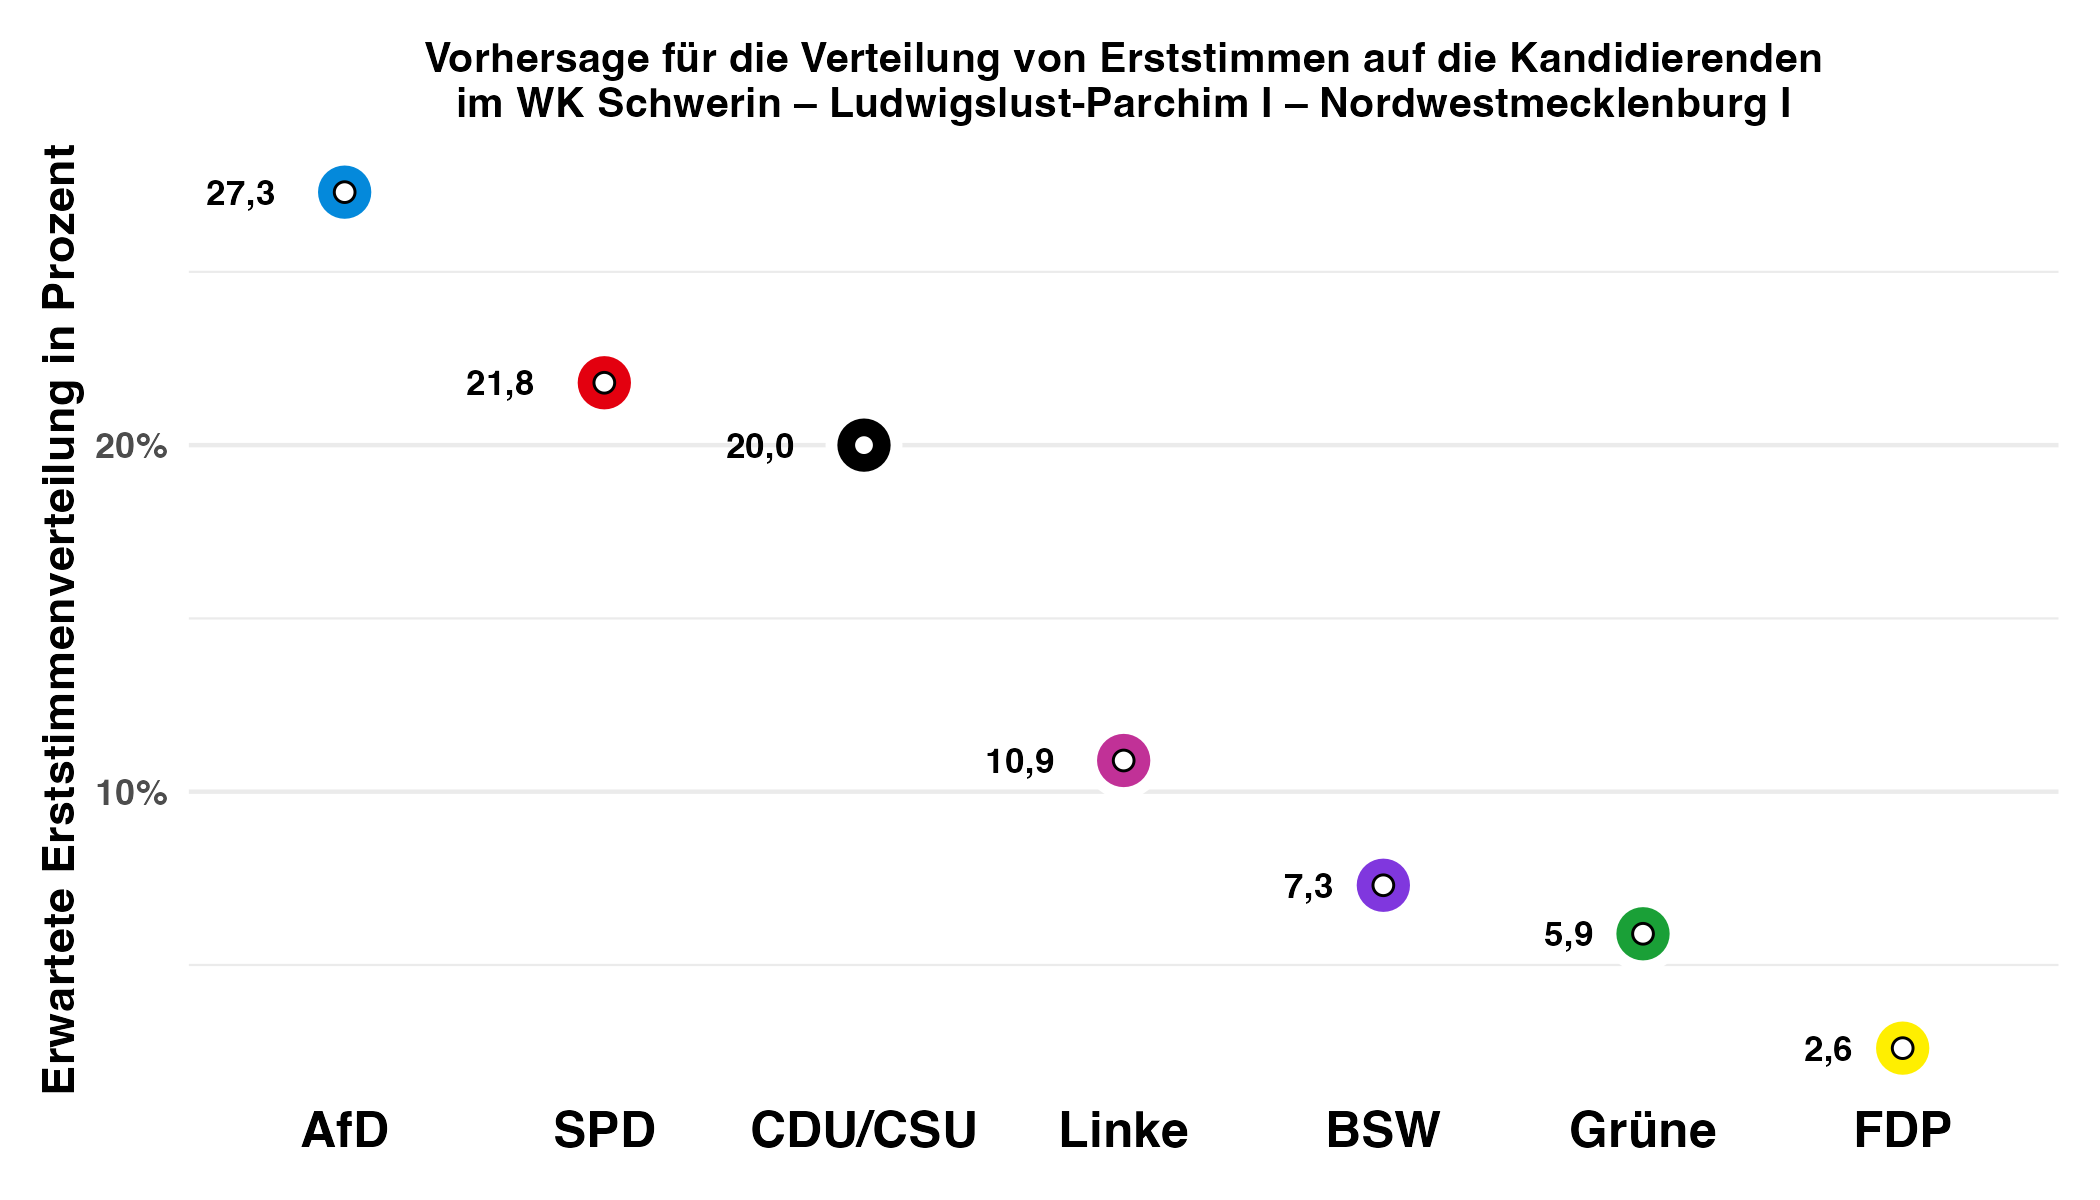 Vorhersage für die Verteilung von Erststimmen auf die Kandidierenden
im WK Schwerin – Ludwigslust-Parchim I – Nordwestmecklenburg I
Erwartete Erststimmenverteilung in Prozent
27,3
21,8
20%
20,0
10,9
10%
7,3
5,9
2,6
AfD SPD CDU/CSU Linke BSW Grüne FDP